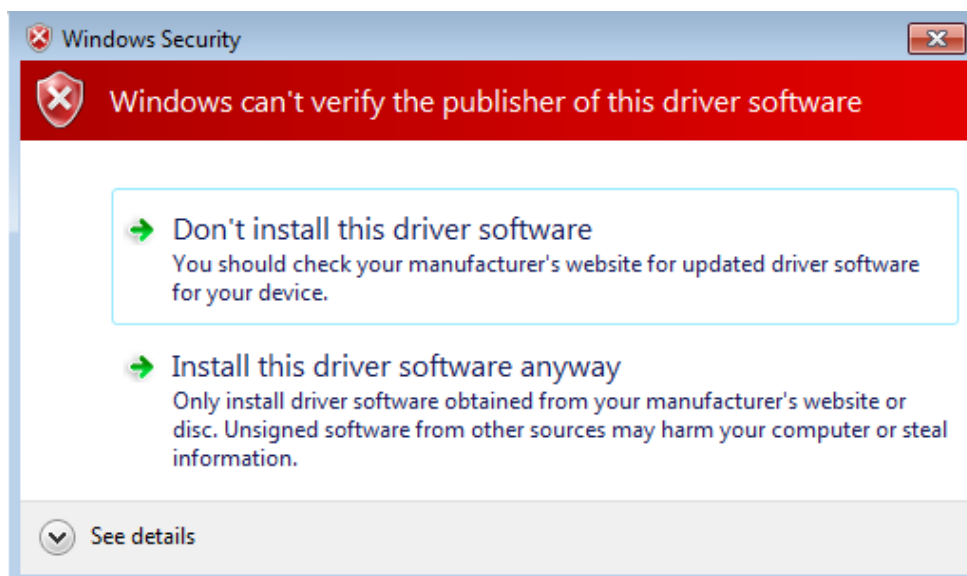 Windows Security
Windows can't verify the publisher of this driver software
Don't install this driver software
You should check your manufacturer's website for updated driver software
for your device.
Install this driver software anyway
Only install driver software obtained from your manufacturer's website or
disc. Unsigned software from other sources may harm your computer or steal
information.
See details